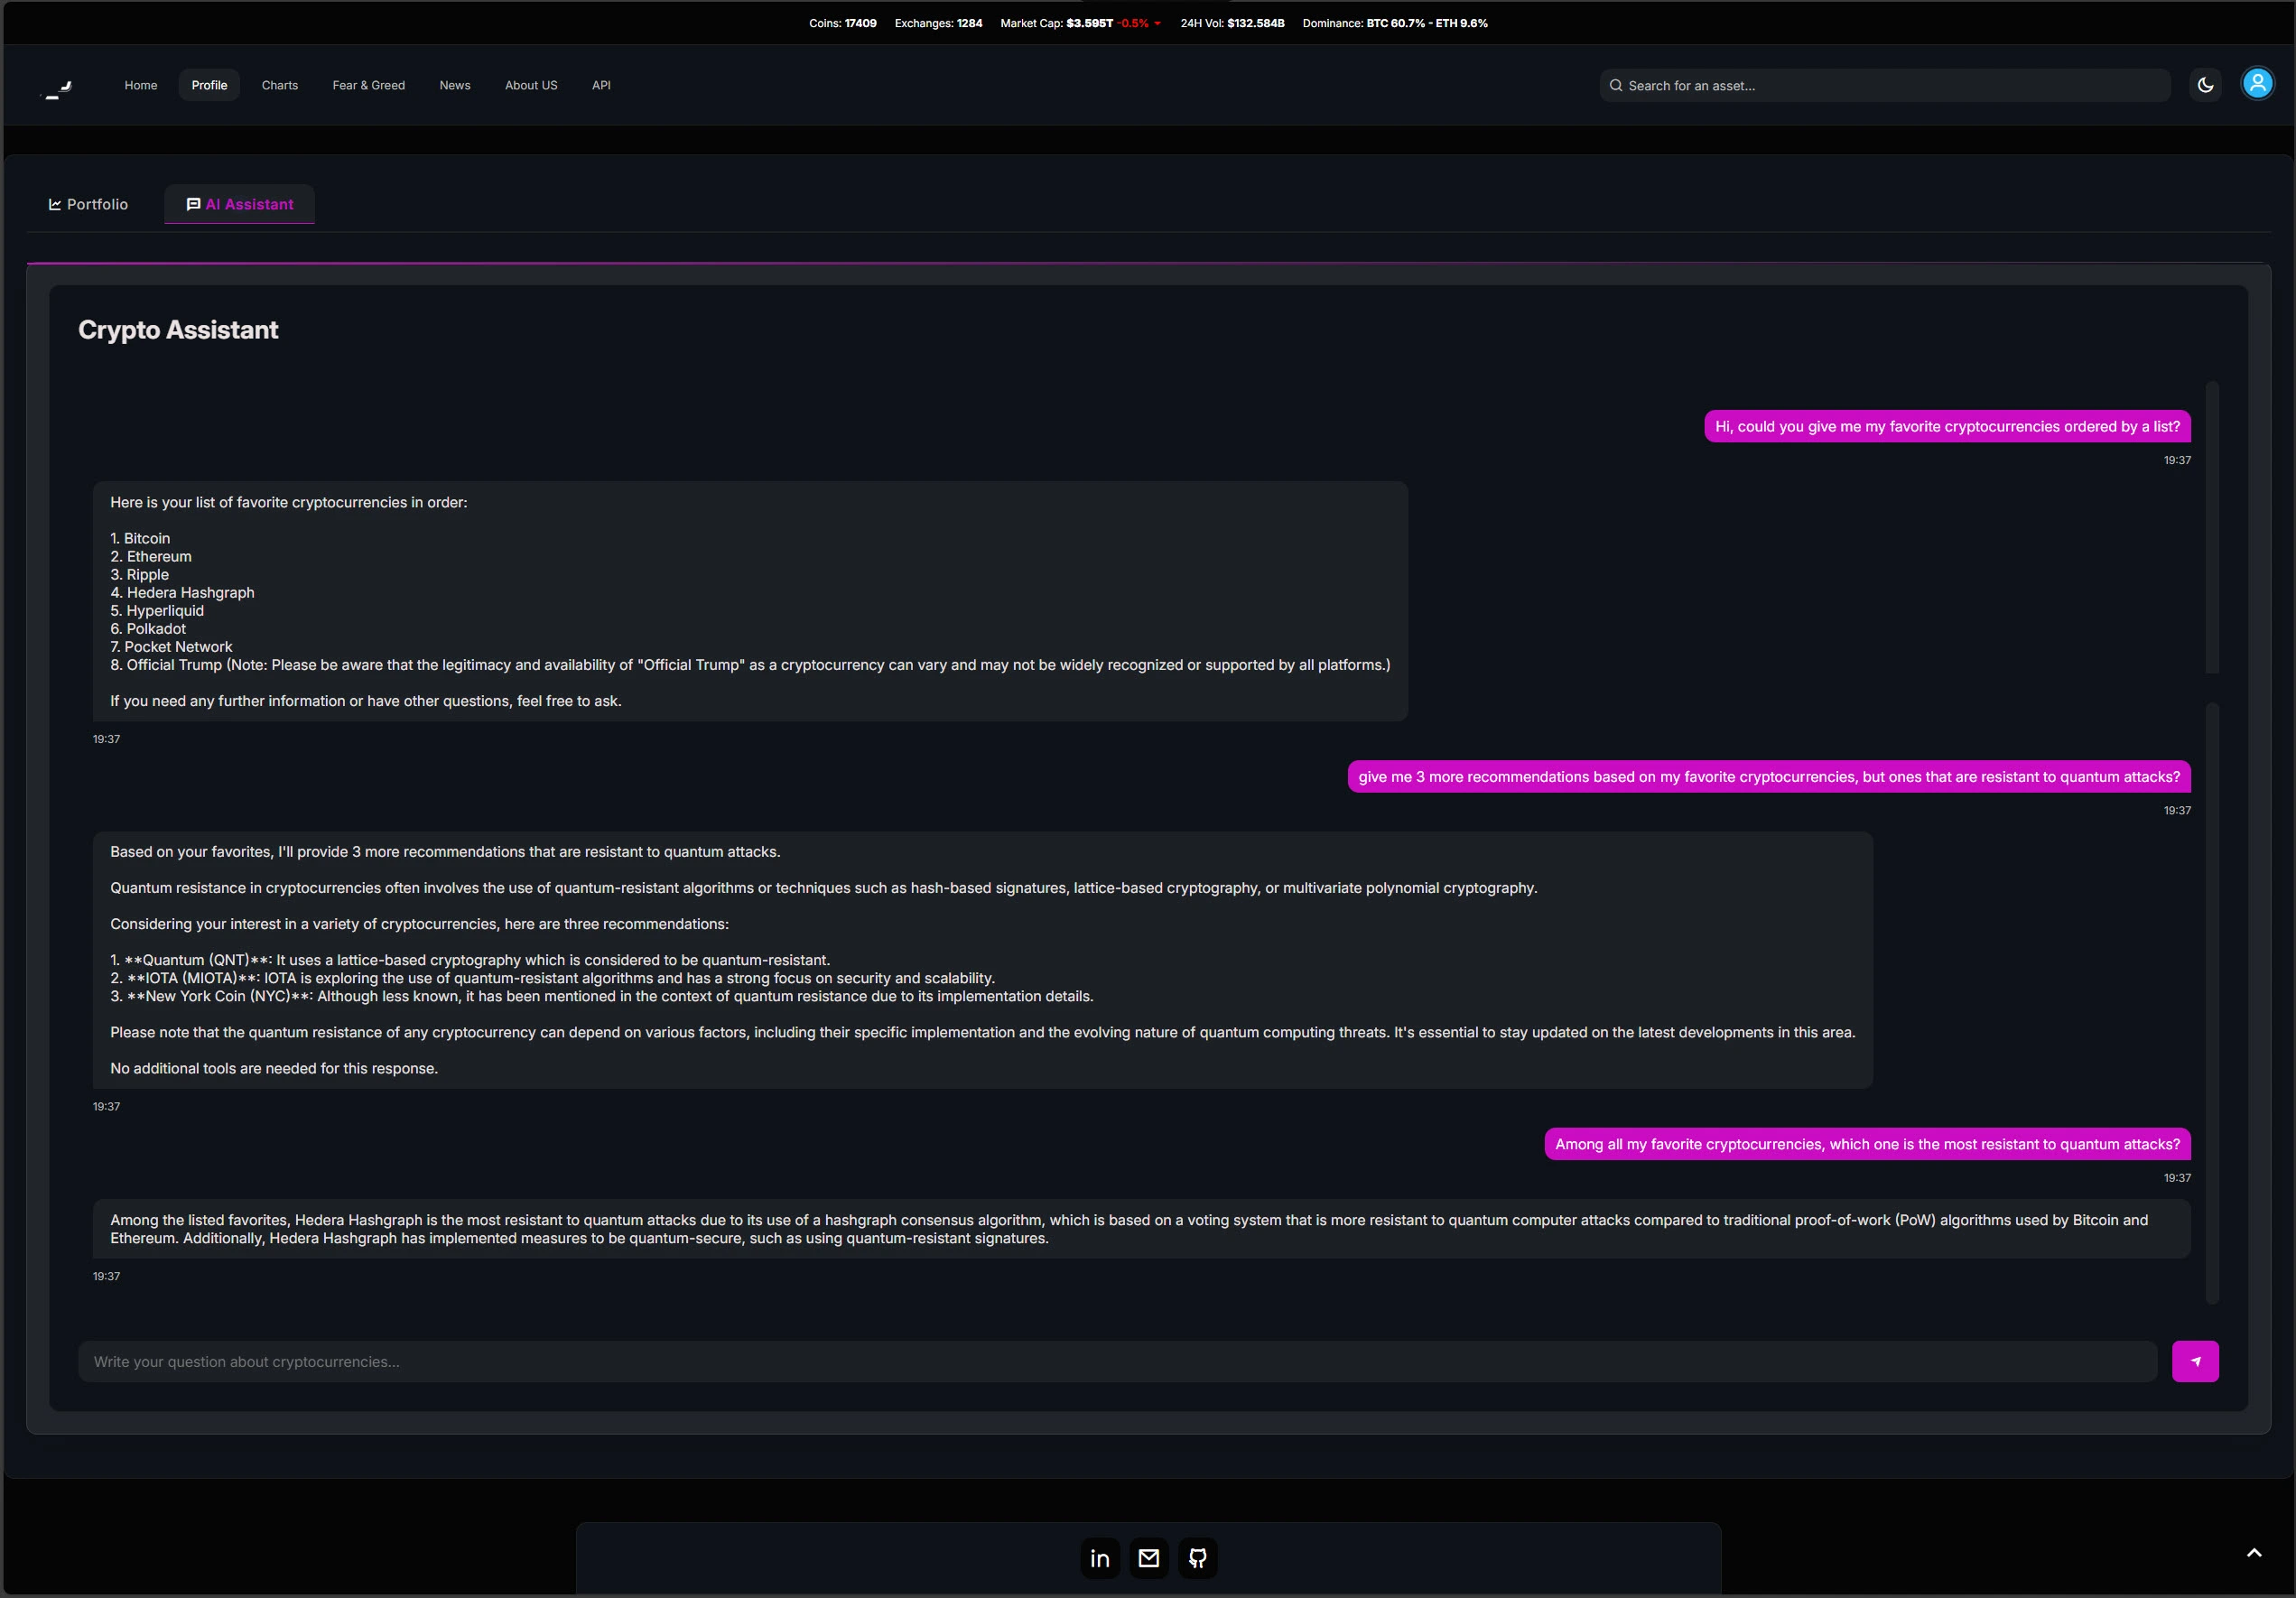 Coins: 17409 Exchanges: 1284 Market Cap: $3.595T -0.5% 24H Vol: $132.584B Dominance: BTC 60.7% - ETH 9.6%
Home Profile Charts Fear & Greed News About US API Search for an asset...
Portfolio AI Assistant
Crypto Assistant
Hi, could you give me my favorite cryptocurrencies ordered by a list?
19:37
Here is your list of favorite cryptocurrencies in order:
1. Bitcoin
2. Ethereum
3. Ripple
4. Hedera Hashgraph
5. Hyperliquid
6. Polkadot
7. Pocket Network
8. Official Trump (Note: Please be aware that the legitimacy and availability of "Official Trump" as a cryptocurrency can vary and may not be widely recognized or supported by all platforms.)
If you need any further information or have other questions, feel free to ask.
19:37
give me 3 more recommendations based on my favorite cryptocurrencies, but ones that are resistant to quantum attacks?
19:37
Based on your favorites, I'll provide 3 more recommendations that are resistant to quantum attacks.
Quantum resistance in cryptocurrencies often involves the use of quantum-resistant algorithms or techniques such as hash-based signatures, lattice-based cryptography, or multivariate polynomial cryptography.
Considering your interest in a variety of cryptocurrencies, here are three recommendations:
1. **Quantum (QNT)**: It uses a lattice-based cryptography which is considered to be quantum-resistant.
2. **IOTA (MIOTA)**: IOTA is exploring the use of quantum-resistant algorithms and has a strong focus on security and scalability.
3. **New York Coin (NYC)**: Although less known, it has been mentioned in the context of quantum resistance due to its implementation details.
Please note that the quantum resistance of any cryptocurrency can depend on various factors, including their specific implementation and the evolving nature of quantum computing threats. It's essential to stay updated on the latest developments in this area.
No additional tools are needed for this response.
19:37
Among all my favorite cryptocurrencies, which one is the most resistant to quantum attacks?
19:37
Among the listed favorites, Hedera Hashgraph is the most resistant to quantum attacks due to its use of a hashgraph consensus algorithm, which is based on a voting system that is more resistant to quantum computer attacks compared to traditional proof-of-work (PoW) algorithms used by Bitcoin and
Ethereum. Additionally, Hedera Hashgraph has implemented measures to be quantum-secure, such as using quantum-resistant signatures.
19:37
Write your question about cryptocurrencies...
in